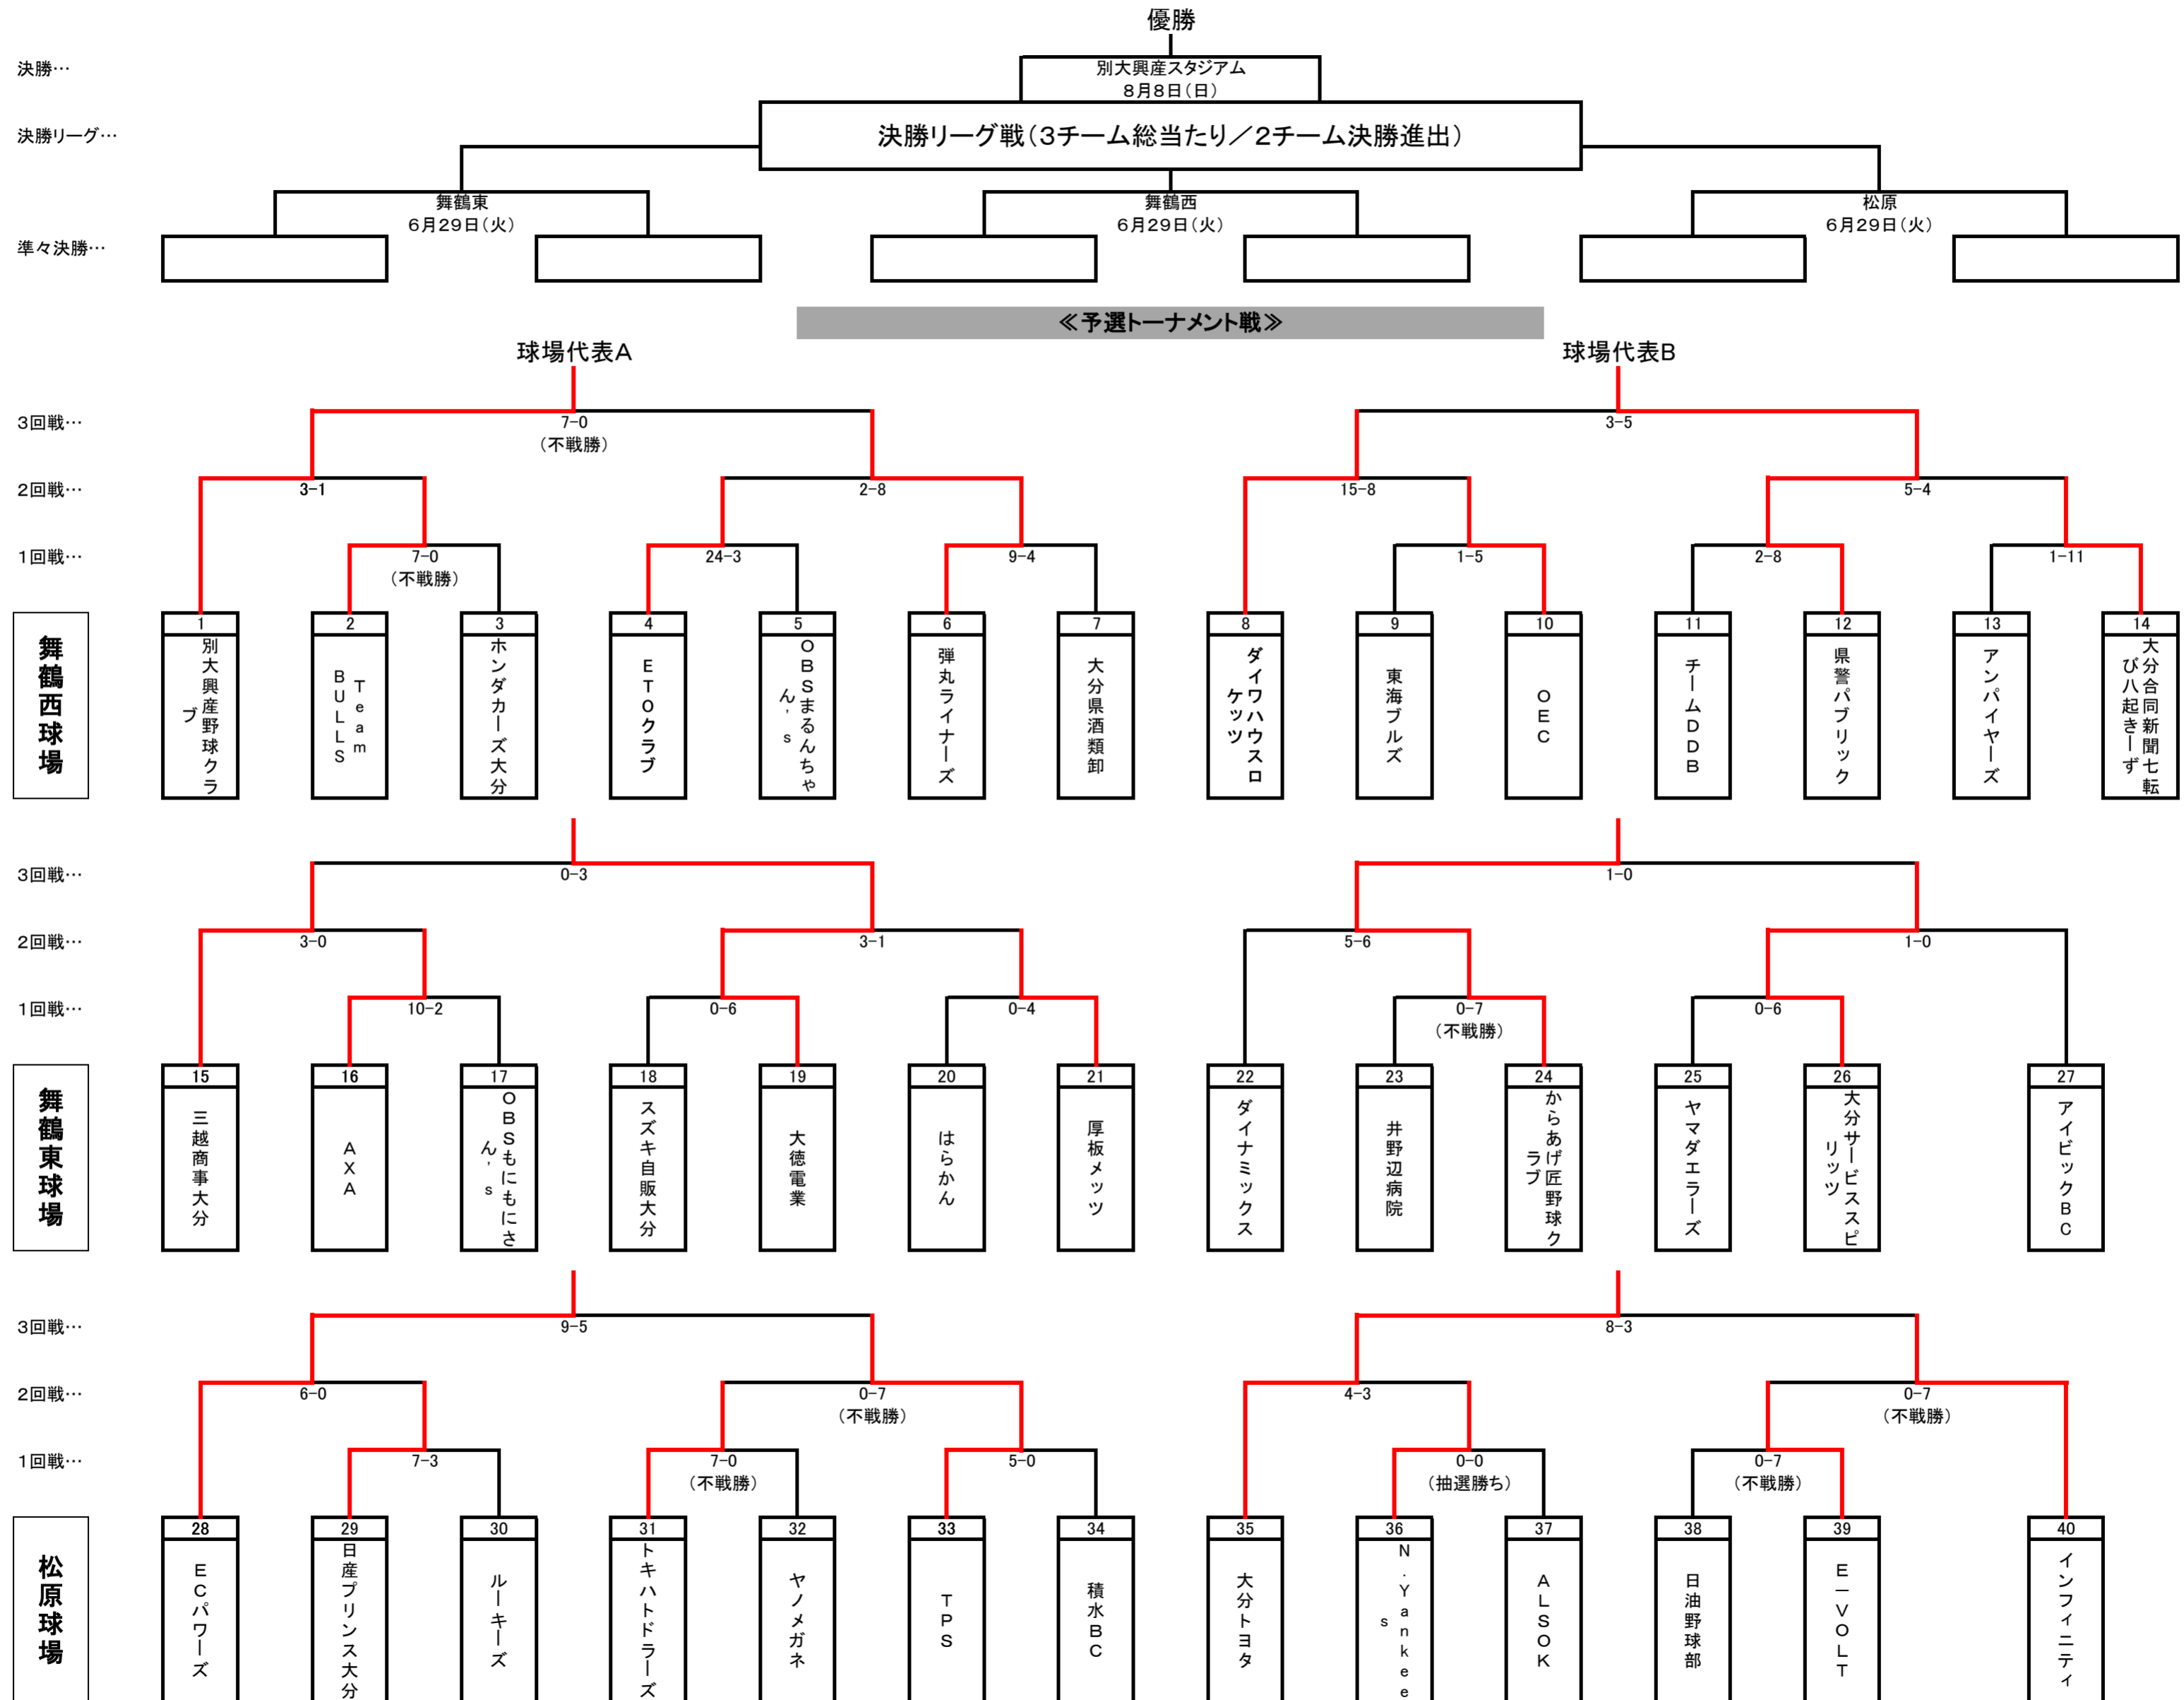 優勝
決勝…
別大興産スタジアム
8月8日(日)
決勝リーグ…
決勝リーグ戦(3チーム総当たり/2チーム決勝進出)
舞鶴東
6月29日(火)
舞鶴西
6月29日(火)
松原
6月29日(火)
準々決勝…
≪予選トーナメント戦≫
球場代表A
球場代表B
3回戦…
7-0
(不戦勝)
3-5
2回戦…
3-1
2-8
15-8
5-4
1回戦…
7-0
(不戦勝)
24-3
9-4
1-5
2-8
1-11
舞鶴西球場
1
別大興産野球クラブ
2
Team
BULLS
3
ホンダカーズ大分
4
ETOクラブ
5
OBSまるんちゃん's
6
弾丸ライナーズ
7
大分県酒類卸
8
ダイワハウスロケッツ
9
東海ブルズ
10
OEC
11
チームDDB
12
県警パブリック
13
アンパイヤーズ
14
大分合同新聞七転び八起きーず
3回戦…
0-3
1-0
2回戦…
3-0
3-1
5-6
1-0
1回戦…
10-2
0-6
0-4
0-7
(不戦勝)
0-6
舞鶴東球場
15
三越商事大分
16
AXA
17
OBSもにもにさん's
18
スズキ自販大分
19
大徳電業
20
はらかん
21
厚板メッツ
22
ダイナミックス
23
井野辺病院
24
からあげ匠野球クラブ
25
ヤマダエラーズ
26
大分サービススピリッツ
27
アイビックBC
3回戦…
9-5
8-3
2回戦…
6-0
0-7
(不戦勝)
4-3
0-7
(不戦勝)
1回戦…
7-3
7-0
(不戦勝)
5-0
0-0
(抽選勝ち)
0-7
(不戦勝)
松原球場
28
ECパワーズ
29
日産プリンス大分
30
ルーキーズ
31
トキハトドラーズ
32
ヤノメガネ
33
TPS
34
積水BC
35
大分トヨタ
36
N.Yankees
37
ALSOK
38
日油野球部
39
E-VOLT
40
インフィニティ